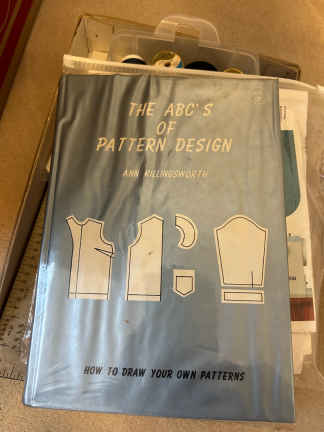 THE ABC'S
OF
PATTERN DESIGN
ANN KILLINGSWORTH
HOW TO DRAW YOUR OWN PATTERNS